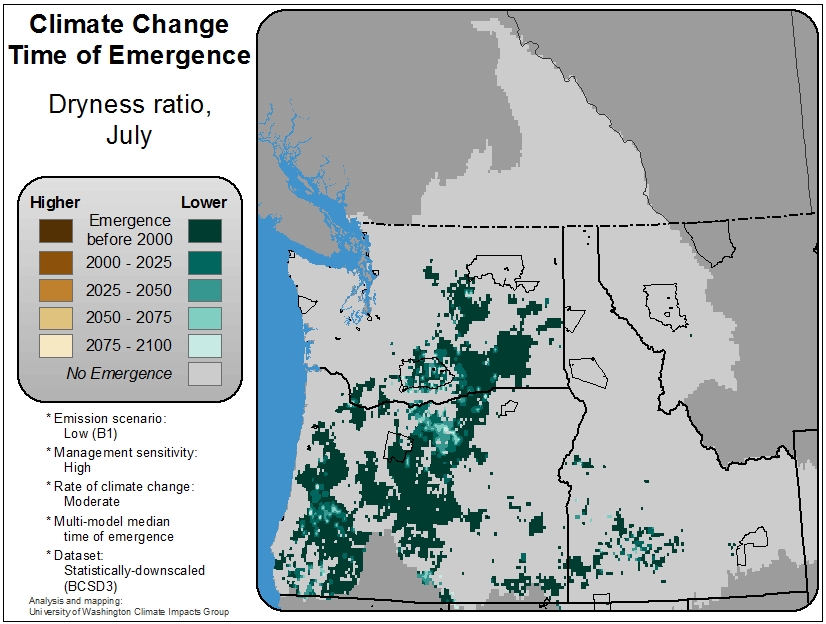 Climate Change
Time of Emergence
Dryness ratio,
July
Higher Lower
Emergence
before 2000
2000 - 2025
2025 - 2050
2050 - 2075
2075 - 2100
No Emergence
* Emission scenario:
Low (B1)
* Management sensitivity:
High
* Rate of climate change:
Moderate
* Multi-model median
time of emergence
* Dataset:
Statistically-downscaled
(BCSD3)
Analysis and mapping:
University of Washington Climate Impacts Group